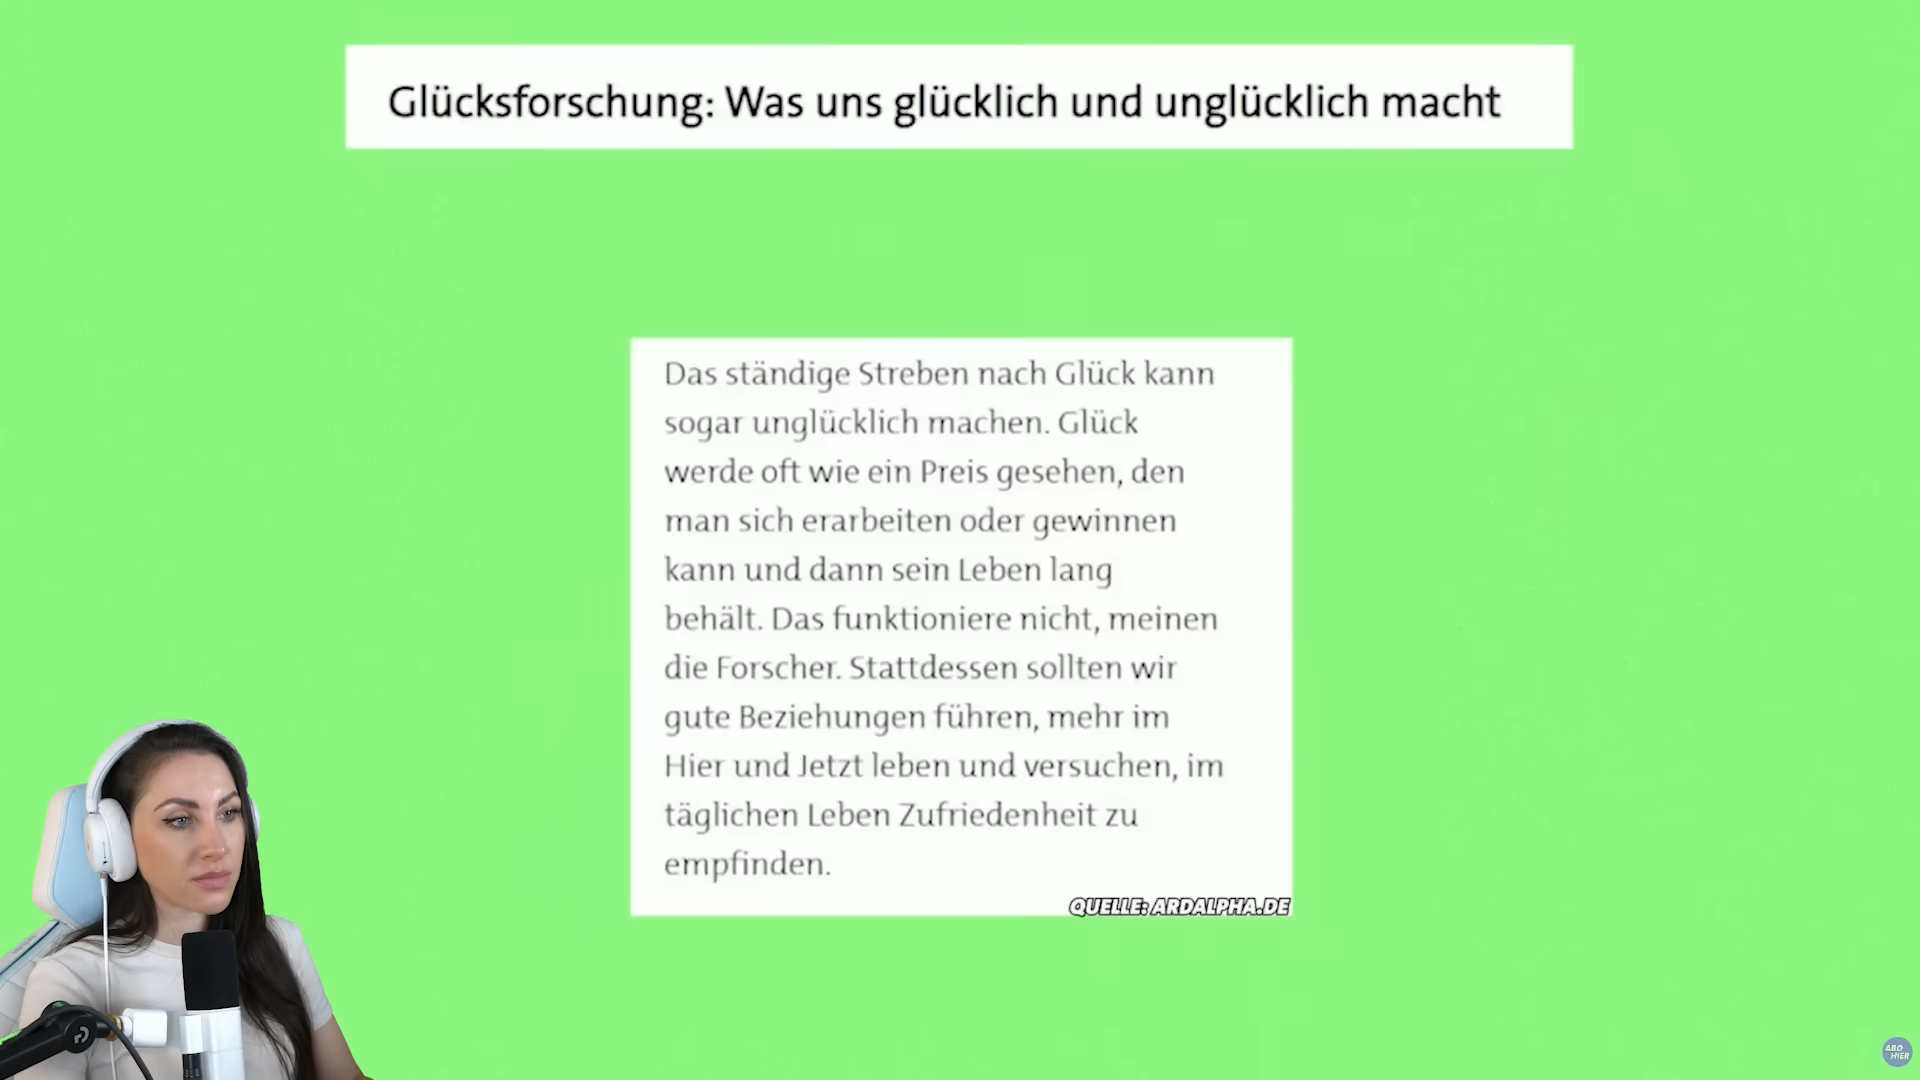 Glücksforschung: Was uns glücklich und unglücklich macht
Das ständige Streben nach Glück kann
sogar unglücklich machen. Glück
werde oft wie ein Preis gesehen, den
man sich erarbeiten oder gewinnen
kann und dann sein Leben lang
behält. Das funktioniere nicht, meinen
die Forscher. Stattdessen sollten wir
gute Beziehungen führen, mehr im
Hier und Jetzt leben und versuchen, im
täglichen Leben Zufriedenheit zu
empfinden.
QUELLE: ARDALPHA.DE
ABO
HIER